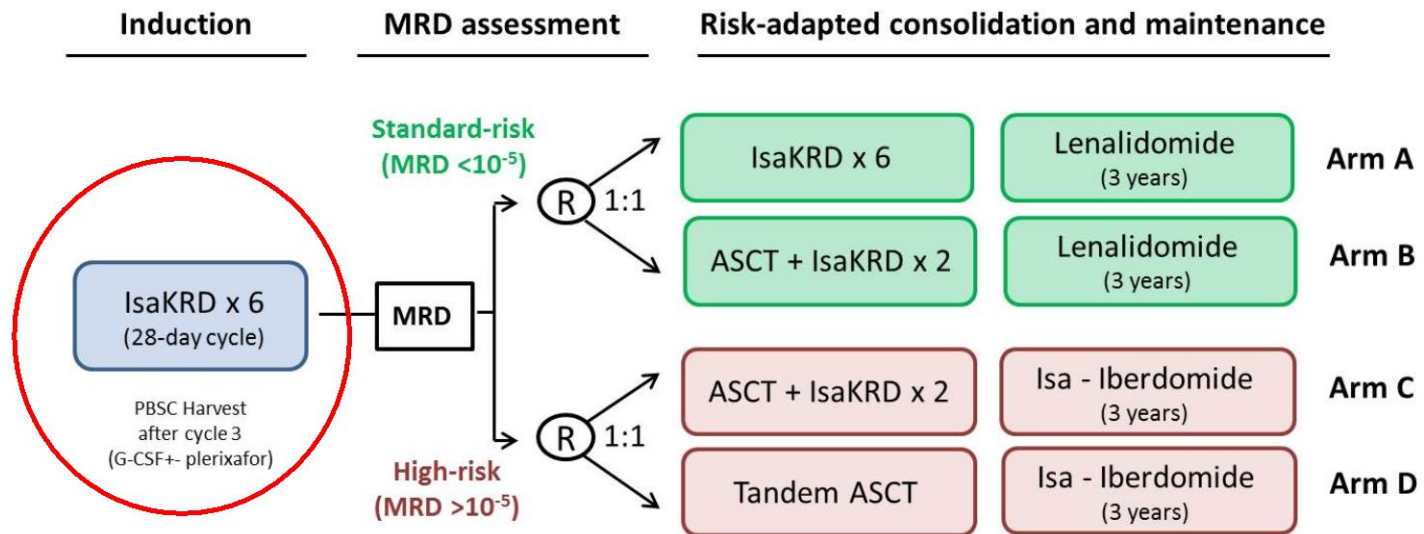 Induction
MRD assessment
Risk-adapted consolidation and maintenance
IsaKRD x 6
(28-day cycle)
PBSC Harvest
after cycle 3
(G-CSF+- plerixafor)
Standard-risk
(MRD <10⁻⁵)
MRD
High-risk
(MRD >10⁻⁵)
R 1:1
R 1:1
IsaKRD x 6
Lenalidomide
(3 years)
Arm A
ASCT + IsaKRD x 2
Lenalidomide
(3 years)
Arm B
ASCT + IsaKRD x 2
Isa - Iberdomide
(3 years)
Arm C
Tandem ASCT
Isa - Iberdomide
(3 years)
Arm D